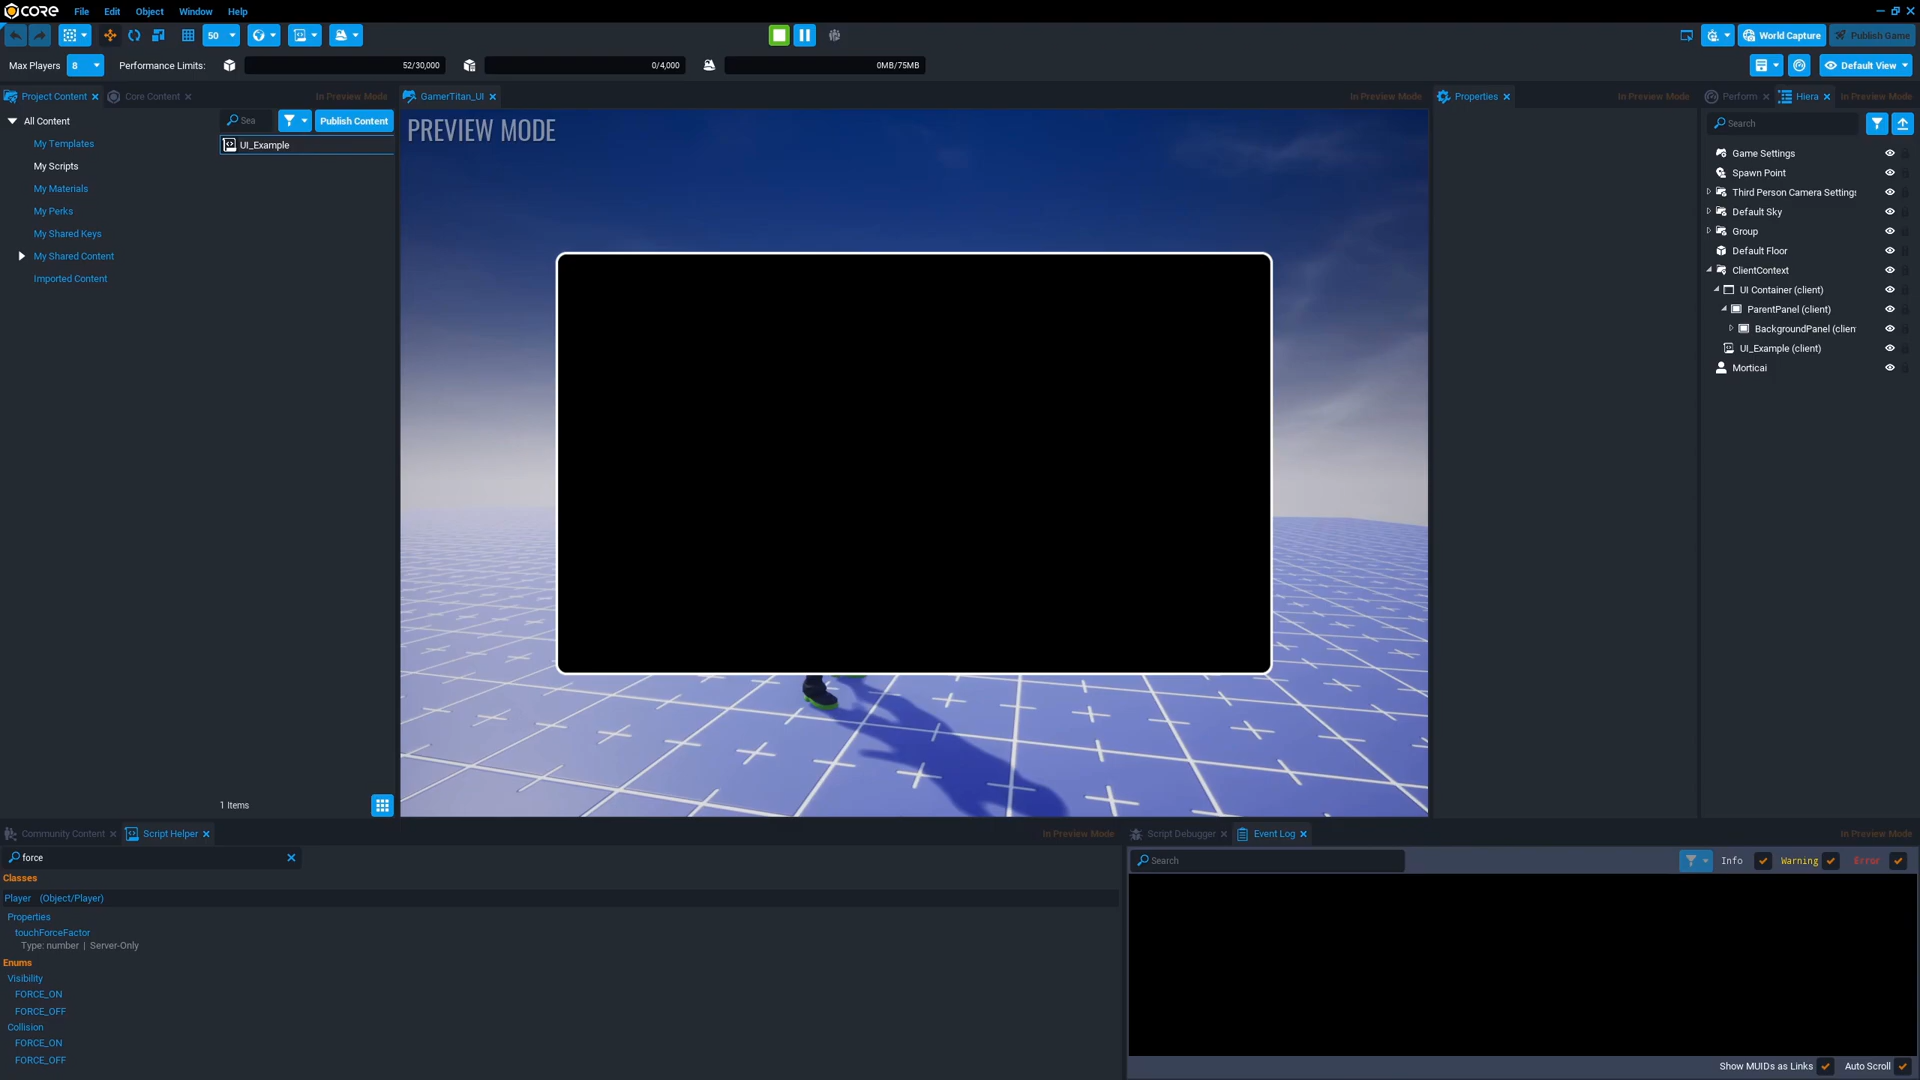 CORE File Edit Object Window Help
50 World Capture Publish Game
Max Players 8 Performance Limits: 52/30,000 0/4,000 0MB/75MB Default View
Project Content Core Content In Preview Mode GamerTitan_UI In Preview Mode Properties In Preview Mode Perform Hiera In Preview Mode
All Content Sea Publish Content
My Templates
My Scripts
My Materials
My Perks
My Shared Keys
My Shared Content
Imported Content
UI_Example
1 Items
PREVIEW MODE
Search
Game Settings
Spawn Point
Third Person Camera Settings
Default Sky
Group
Default Floor
ClientContext
UI Container (client)
ParentPanel (client)
BackgroundPanel (clien
UI_Example (client)
Morticai
Community Content Script Helper In Preview Mode
force
Classes
Player (Object/Player)
Properties
touchForceFactor
Type: number | Server-Only
Enums
Visibility
FORCE_ON
FORCE_OFF
Collision
FORCE_ON
FORCE_OFF
Script Debugger Event Log In Preview Mode
Search Info Warning Error
Show MUIDs as Links Auto Scroll